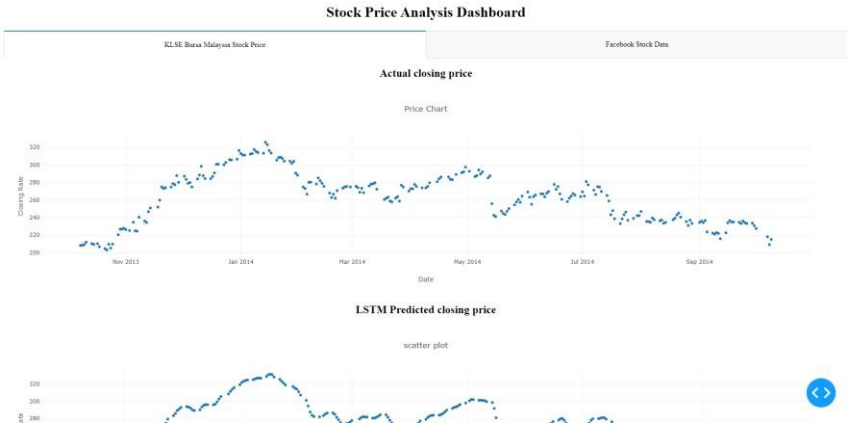 Stock Price Analysis Dashboard
KLSE Bursa Malaysia Stock Price
Facebook Stock Data
Actual closing price
Price Chart
320
300
280
260
240
220
200
Closing Rate
Nov 2013
Jan 2014
Mar 2014
May 2014
Jul 2014
Sep 2014
Date
LSTM Predicted closing price
scatter plot
320
300
280